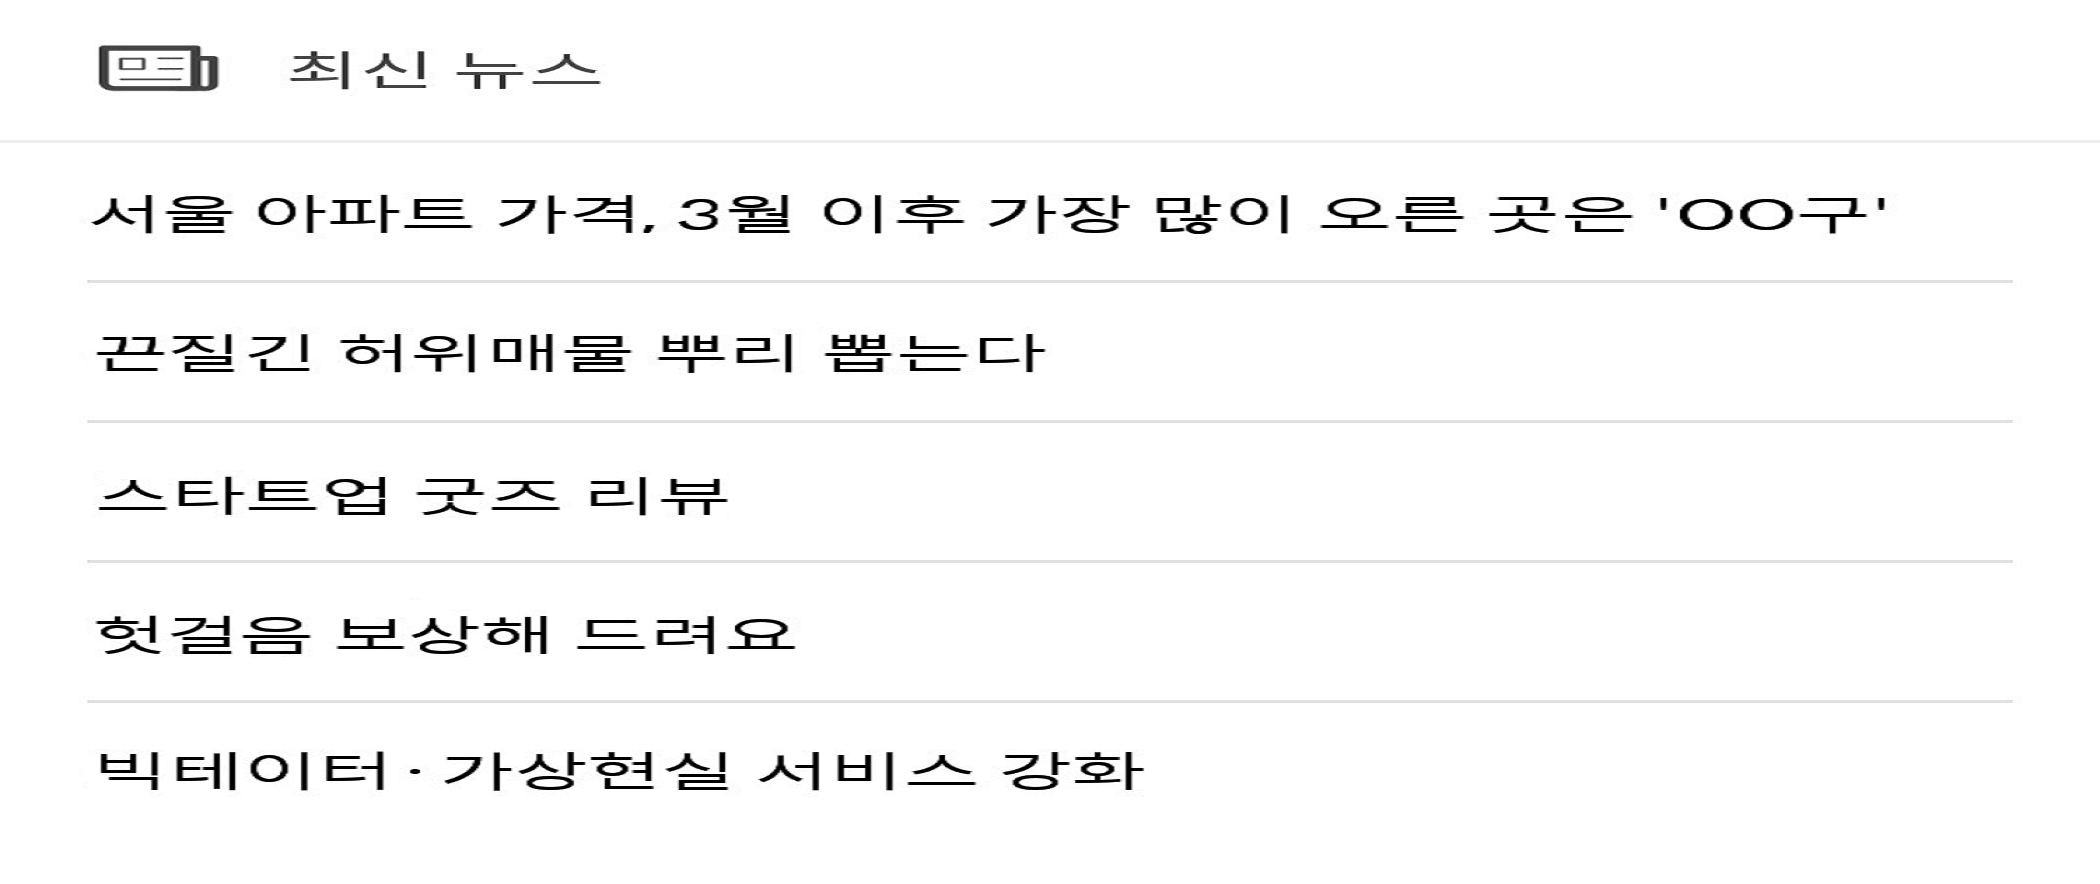 최신 뉴스
서울 아파트 가격, 3월 이후 가장 많이 오른 곳은 'OO구'
끈질긴 허위매물 뿌리 뽑는다
스타트업 굿즈 리뷰
헛걸음 보상해 드려요
빅테이터·가상현실 서비스 강화